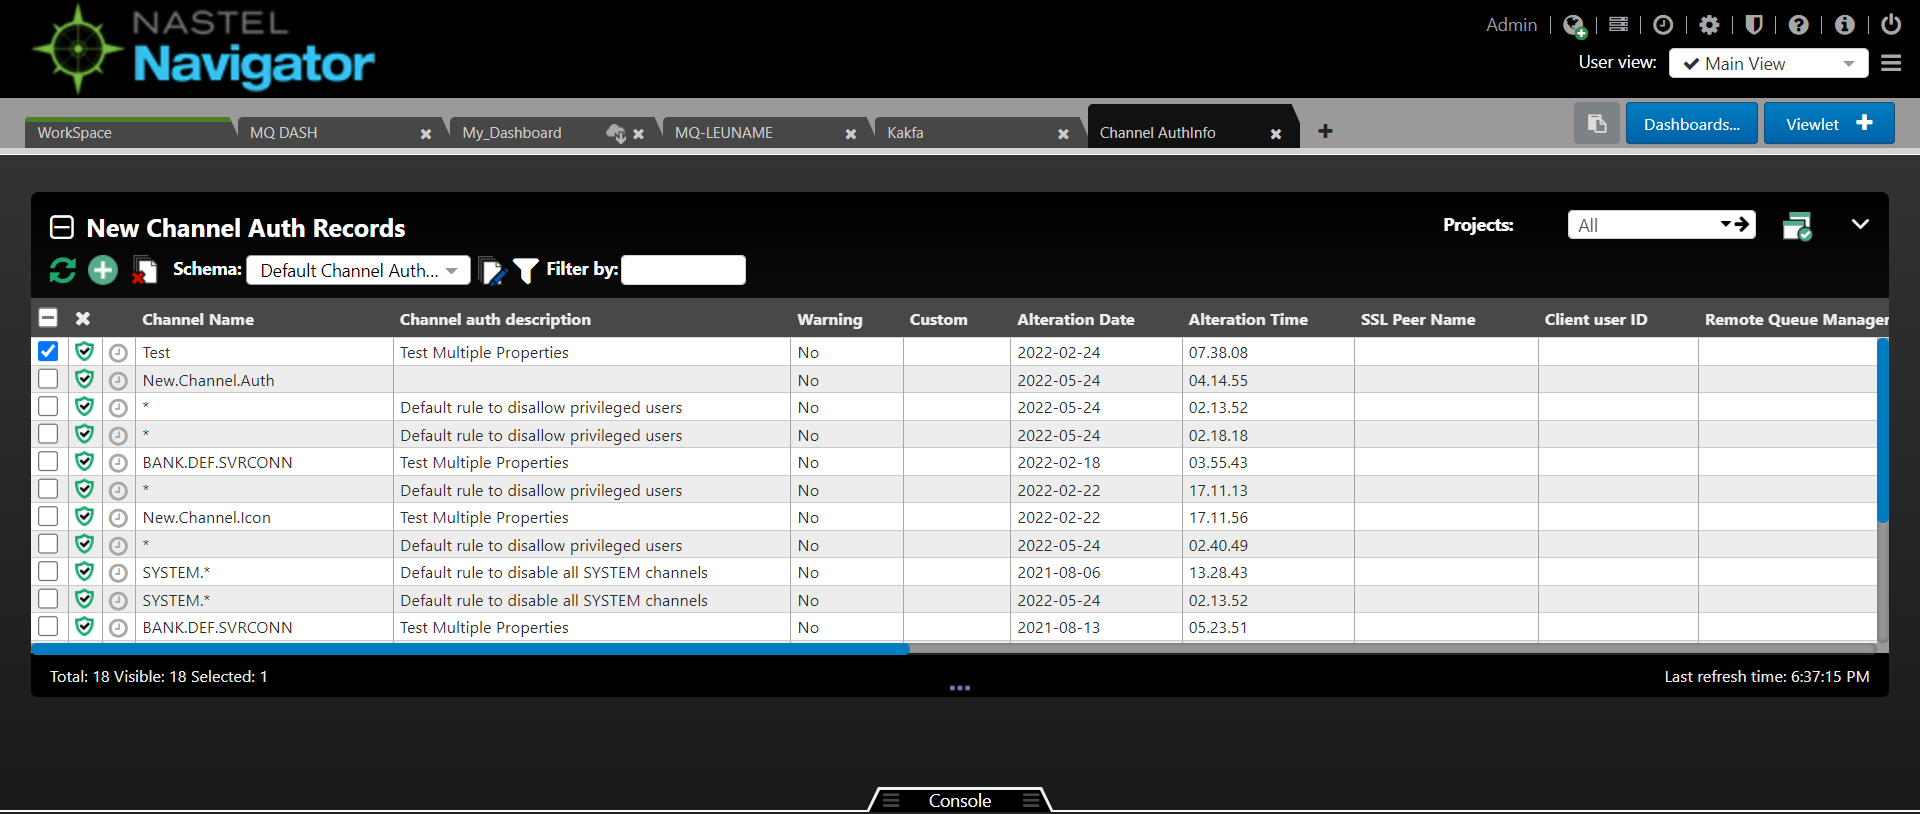 NASTEL
Navigator
Admin
User view: Main View
WorkSpace MQ DASH My_Dashboard MQ-LEUNAME Kakfa Channel AuthInfo Dashboards... Viewlet
New Channel Auth Records Projects: All
Schema: Default Channel Auth... Filter by:
Channel Name Channel auth description Warning Custom Alteration Date Alteration Time SSL Peer Name Client user ID Remote Queue Manager
Test Test Multiple Properties No 2022-02-24 07.38.08
New.Channel.Auth No 2022-05-24 04.14.55
* Default rule to disallow privileged users No 2022-05-24 02.13.52
* Default rule to disallow privileged users No 2022-05-24 02.18.18
BANK.DEF.SVRCONN Test Multiple Properties No 2022-02-18 03.55.43
* Default rule to disallow privileged users No 2022-02-22 17.11.13
New.Channel.Icon Test Multiple Properties No 2022-02-22 17.11.56
* Default rule to disallow privileged users No 2022-05-24 02.40.49
SYSTEM.* Default rule to disable all SYSTEM channels No 2021-08-06 13.28.43
SYSTEM.* Default rule to disable all SYSTEM channels No 2022-05-24 02.13.52
BANK.DEF.SVRCONN Test Multiple Properties No 2021-08-13 05.23.51
Total: 18 Visible: 18 Selected: 1 Last refresh time: 6:37:15 PM
Console